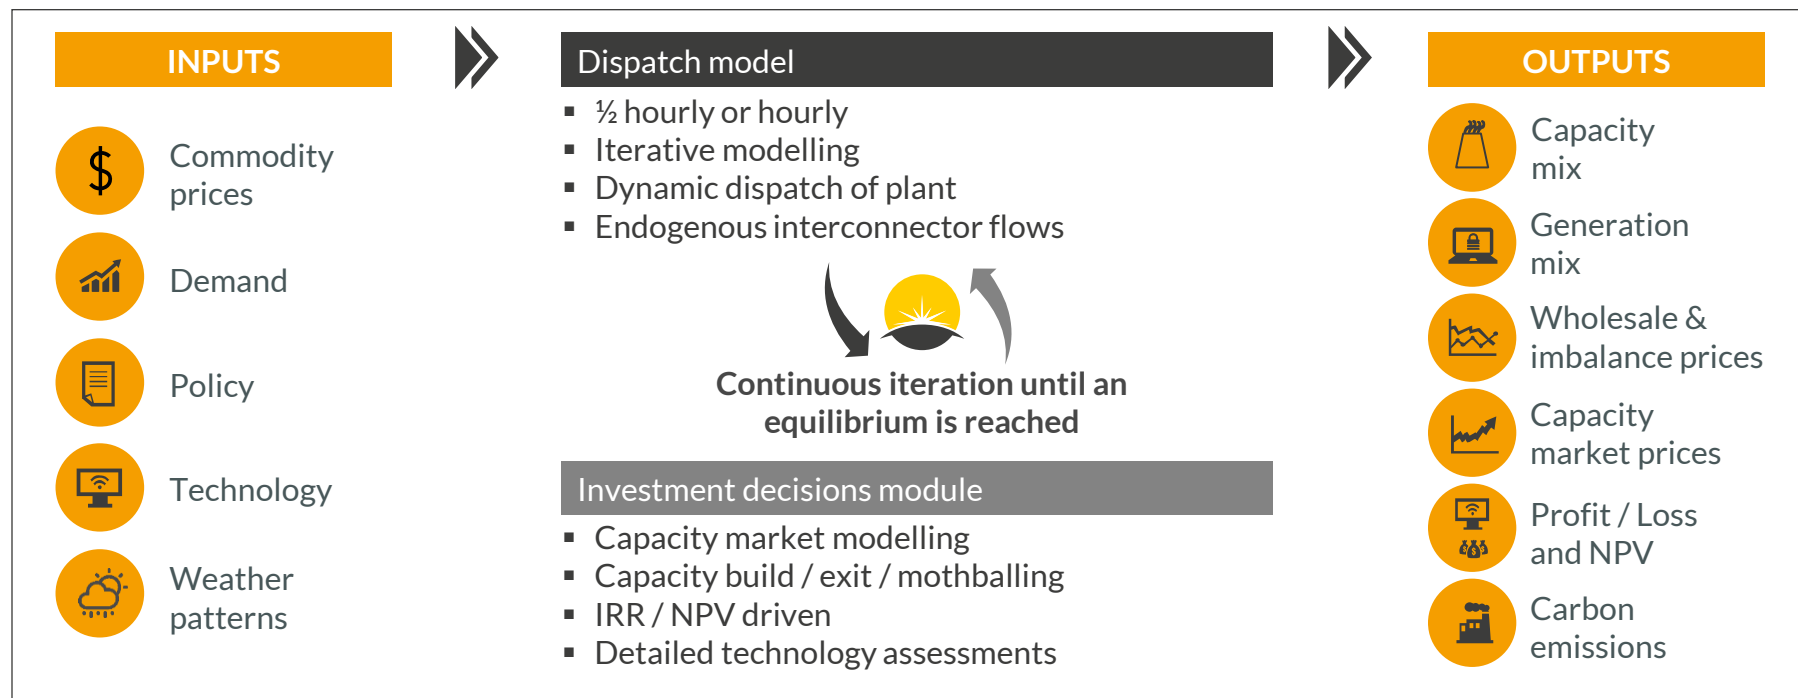 INPUTS
Commodity
prices
Demand
Policy
Technology
Weather
patterns
Dispatch model
▪ ½ hourly or hourly
▪ Iterative modelling
▪ Dynamic dispatch of plant
▪ Endogenous interconnector flows
Continuous iteration until an
equilibrium is reached
Investment decisions module
▪ Capacity market modelling
▪ Capacity build / exit / mothballing
▪ IRR / NPV driven
▪ Detailed technology assessments
OUTPUTS
Capacity
mix
Generation
mix
Wholesale &
imbalance prices
Capacity
market prices
Profit / Loss
and NPV
Carbon
emissions